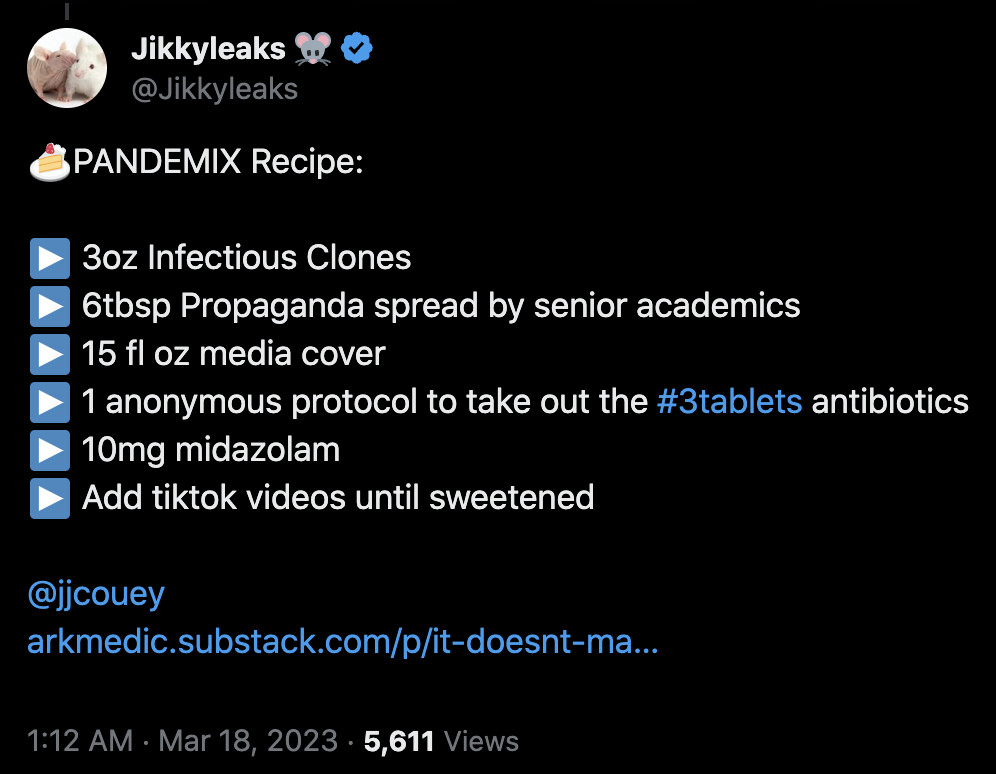 Jikkyleaks 🐭
@Jikkyleaks
🍰PANDEMIX Recipe:
▶️ 3oz Infectious Clones
▶️ 6tbsp Propaganda spread by senior academics
▶️ 15 fl oz media cover
▶️ 1 anonymous protocol to take out the #3tablets antibiotics
▶️ 10mg midazolam
▶️ Add tiktok videos until sweetened
@jjcouey
arkmedic.substack.com/p/it-doesnt-ma...
1:12 AM · Mar 18, 2023 · 5,611 Views